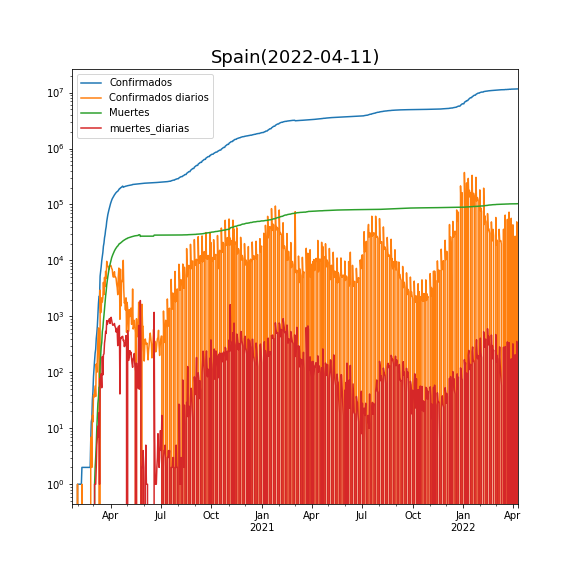 Spain(2022-04-11)
Confirmados
Confirmados diarios
Muertes
muertes_diarias
10⁷
10⁶
10⁵
10⁴
10³
10²
10¹
10⁰
Apr Jul Oct Jan Apr Jul Oct Jan Apr
2021 2022